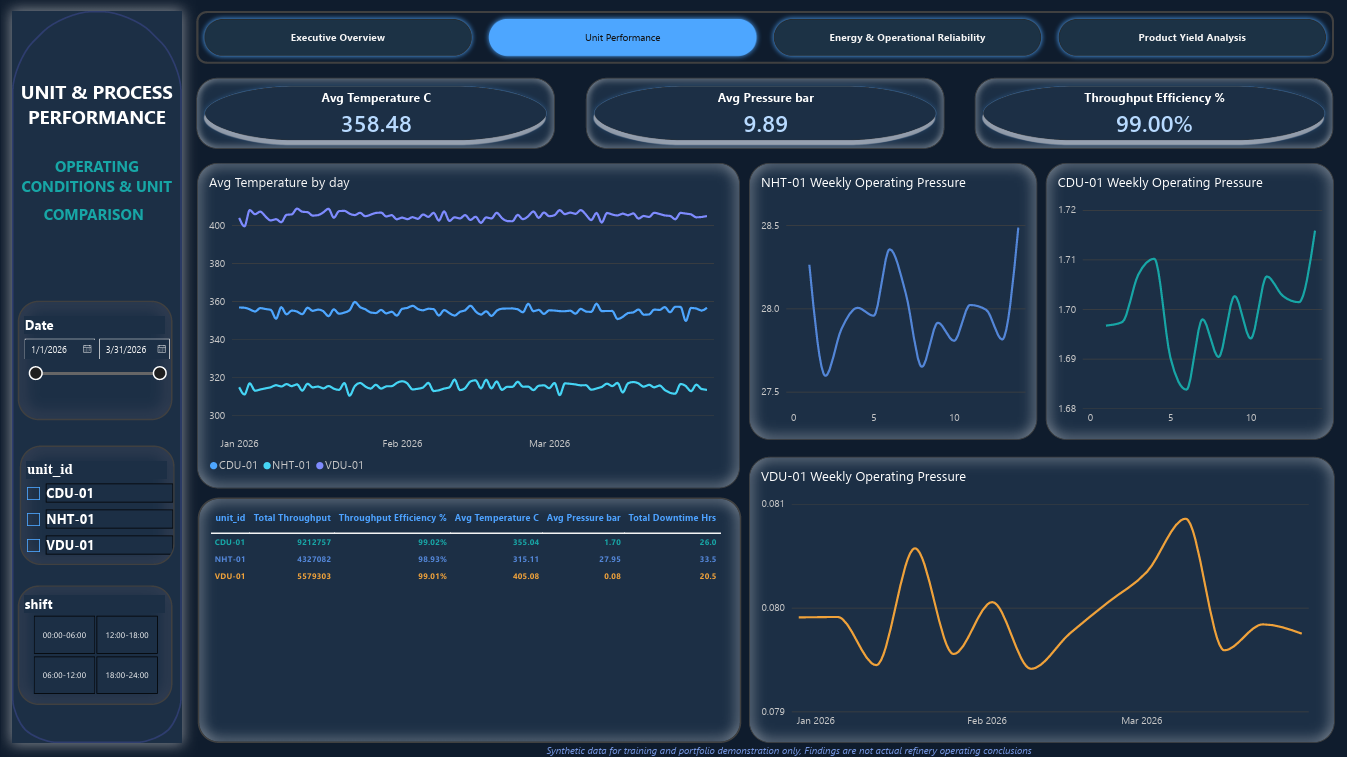 UNIT & PROCESS
PERFORMANCE
OPERATING
CONDITIONS & UNIT
COMPARISON
Date
1/1/2026 3/31/2026
unit_id
CDU-01
NHT-01
VDU-01
shift
00:00-06:00 12:00-18:00
06:00-12:00 18:00-24:00
Executive Overview Unit Performance Energy & Operational Reliability Product Yield Analysis
Avg Temperature C
358.48
Avg Pressure bar
9.89
Throughput Efficiency %
99.00%
Avg Temperature by day
400
380
360
340
320
300
Jan 2026 Feb 2026 Mar 2026
CDU-01 NHT-01 VDU-01
NHT-01 Weekly Operating Pressure
28.5
28.0
27.5
0 5 10
CDU-01 Weekly Operating Pressure
1.72
1.71
1.70
1.69
1.68
0 5 10
unit_id Total Throughput Throughput Efficiency % Avg Temperature C Avg Pressure bar Total Downtime Hrs
CDU-01 9212757 99.02% 355.04 1.70 26.0
NHT-01 4327082 98.93% 315.11 27.95 33.5
VDU-01 5579303 99.01% 405.08 0.08 20.5
VDU-01 Weekly Operating Pressure
0.081
0.080
0.079
Jan 2026 Feb 2026 Mar 2026
Synthetic data for training and portfolio demonstration only, Findings are not actual refinery operating conclusions